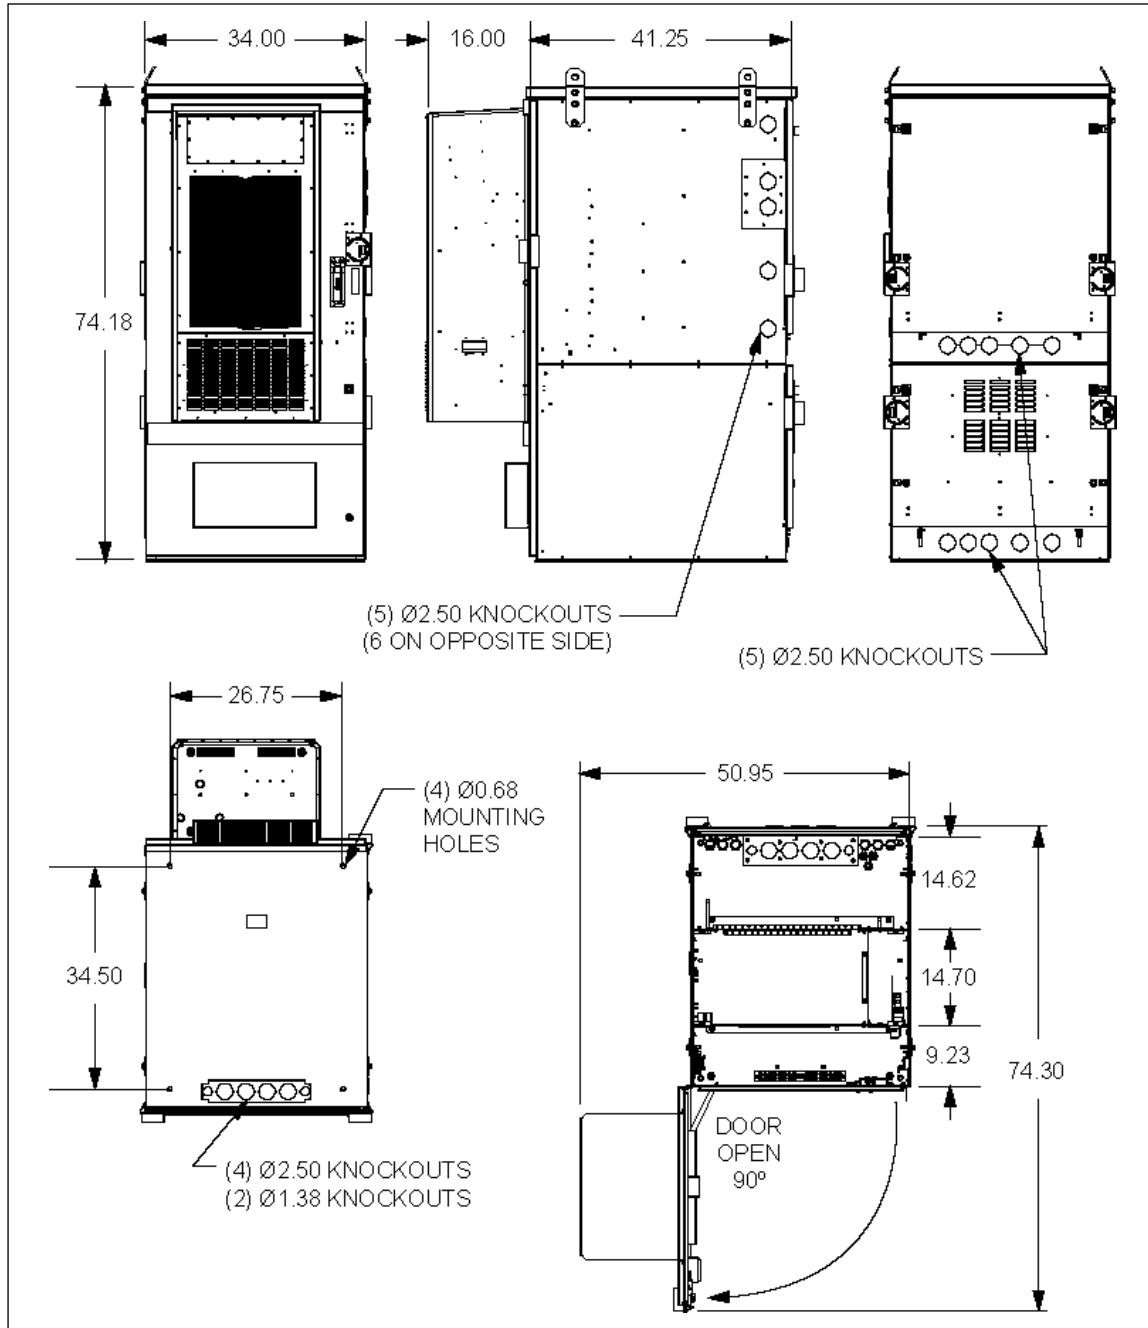 34.00
16.00
41.25
74.18
(5) Ø2.50 KNOCKOUTS
(6 ON OPPOSITE SIDE)
(5) Ø2.50 KNOCKOUTS
26.75
(4) Ø0.68
MOUNTING
HOLES
34.50
(4) Ø2.50 KNOCKOUTS
(2) Ø1.38 KNOCKOUTS
50.95
14.62
14.70
9.23
74.30
DOOR
OPEN
90º